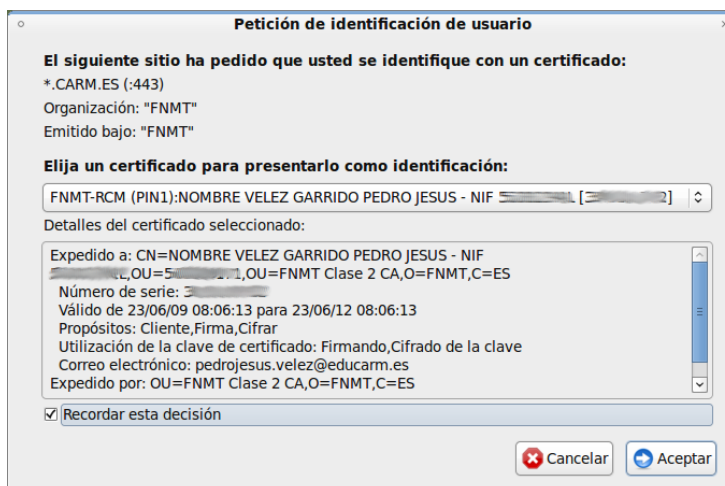 Petición de identificación de usuario
El siguiente sitio ha pedido que usted se identifique con un certificado:
*.CARM.ES (:443)
Organización: "FNMT"
Emitido bajo: "FNMT"
Elija un certificado para presentarlo como identificación:
FNMT-RCM (PIN1):NOMBRE VELEZ GARRIDO PEDRO JESUS - NIF
Detalles del certificado seleccionado:
Expedido a: CN=NOMBRE VELEZ GARRIDO PEDRO JESUS - NIF
,OU=FNMT Clase 2 CA,O=FNMT,C=ES
Número de serie:
Válido de 23/06/09 08:06:13 para 23/06/12 08:06:13
Propósitos: Cliente,Firma,Cifrar
Utilización de la clave de certificado: Firmando,Cifrado de la clave
Correo electrónico: pedrojesus.velez@educarm.es
Expedido por: OU=FNMT Clase 2 CA,O=FNMT,C=ES
Recordar esta decisión
Cancelar
Aceptar